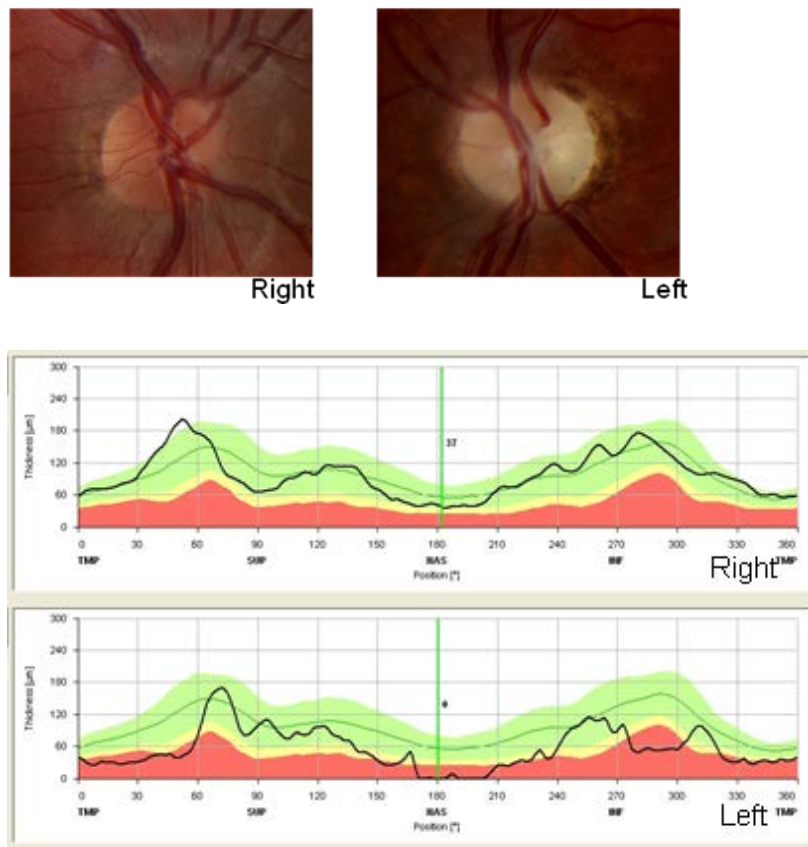 Right
Left
300
240
180
120
60
0
Thickness [µm]
37
0 30 60 90 120 150 180 210 240 270 300 330 360
TMP SUP NAS INF TMP
Position [°]
Right
300
240
180
120
60
0
Thickness [µm]
0 30 60 90 120 150 180 210 240 270 300 330 360
TMP SUP NAS INF TMP
Position [°]
Left